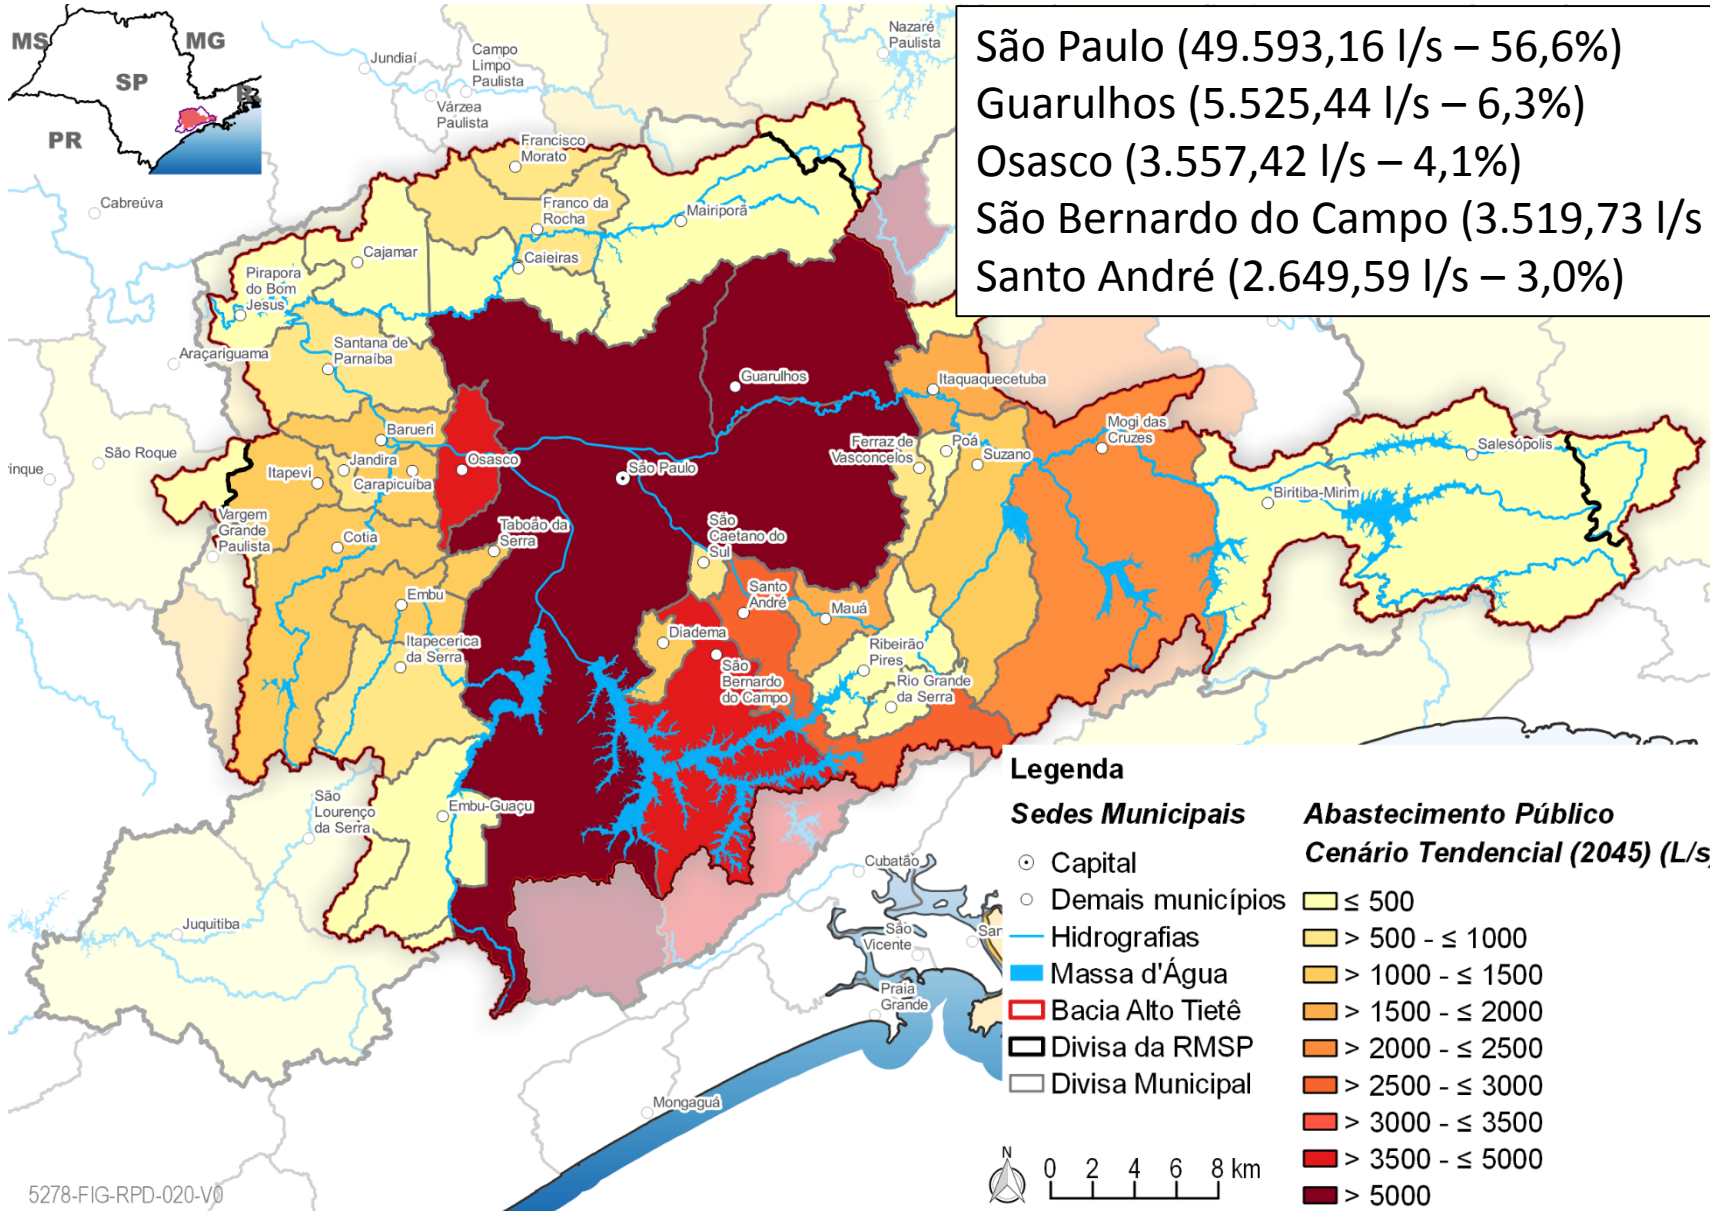 MS
MG
SP
PR
São Paulo (49.593,16 l/s – 56,6%)
Guarulhos (5.525,44 l/s – 6,3%)
Osasco (3.557,42 l/s – 4,1%)
São Bernardo do Campo (3.519,73 l/s
Santo André (2.649,59 l/s – 3,0%)
Nazaré
Paulista
Jundiaí
Campo
Limpo
Paulista
Várzea
Paulista
Francisco
Morato
Cabreúva
Franco da
Rocha
Mairiporã
Cajamar
Caieiras
Pirapora
do Bom
Jesus
Araçariguama
Santana de
Parnaíba
Guarulhos
Itaquaquecetuba
Barueri
Mogi das
Cruzes
São Roque
rinque
Itapevi
Jandira
Carapicuíba
Osasco
São Paulo
Ferraz de
Vasconcelos
Poá
Suzano
Salesópolis
Biritiba-Mirim
Vargem
Grande
Paulista
Cotia
Taboão da
Serra
São
Caetano do
Sul
Embu
Santo
André
Mauá
Itapecerica
da Serra
Diadema
São
Bernardo
do Campo
Ribeirão
Pires
Rio Grande
da Serra
São
Lourenço
da Serra
Embu-Guaçu
Juquitiba
Cubatão
São
Vicente
San
Praia
Grande
Mongaguá
Legenda
Sedes Municipais
Capital
Demais municípios
Hidrografias
Massa d'Água
Bacia Alto Tietê
Divisa da RMSP
Divisa Municipal
Abastecimento Público
Cenário Tendencial (2045) (L/s)
≤ 500
> 500 - ≤ 1000
> 1000 - ≤ 1500
> 1500 - ≤ 2000
> 2000 - ≤ 2500
> 2500 - ≤ 3000
> 3000 - ≤ 3500
> 3500 - ≤ 5000
> 5000
N
0 2 4 6 8 km
5278-FIG-RPD-020-V0